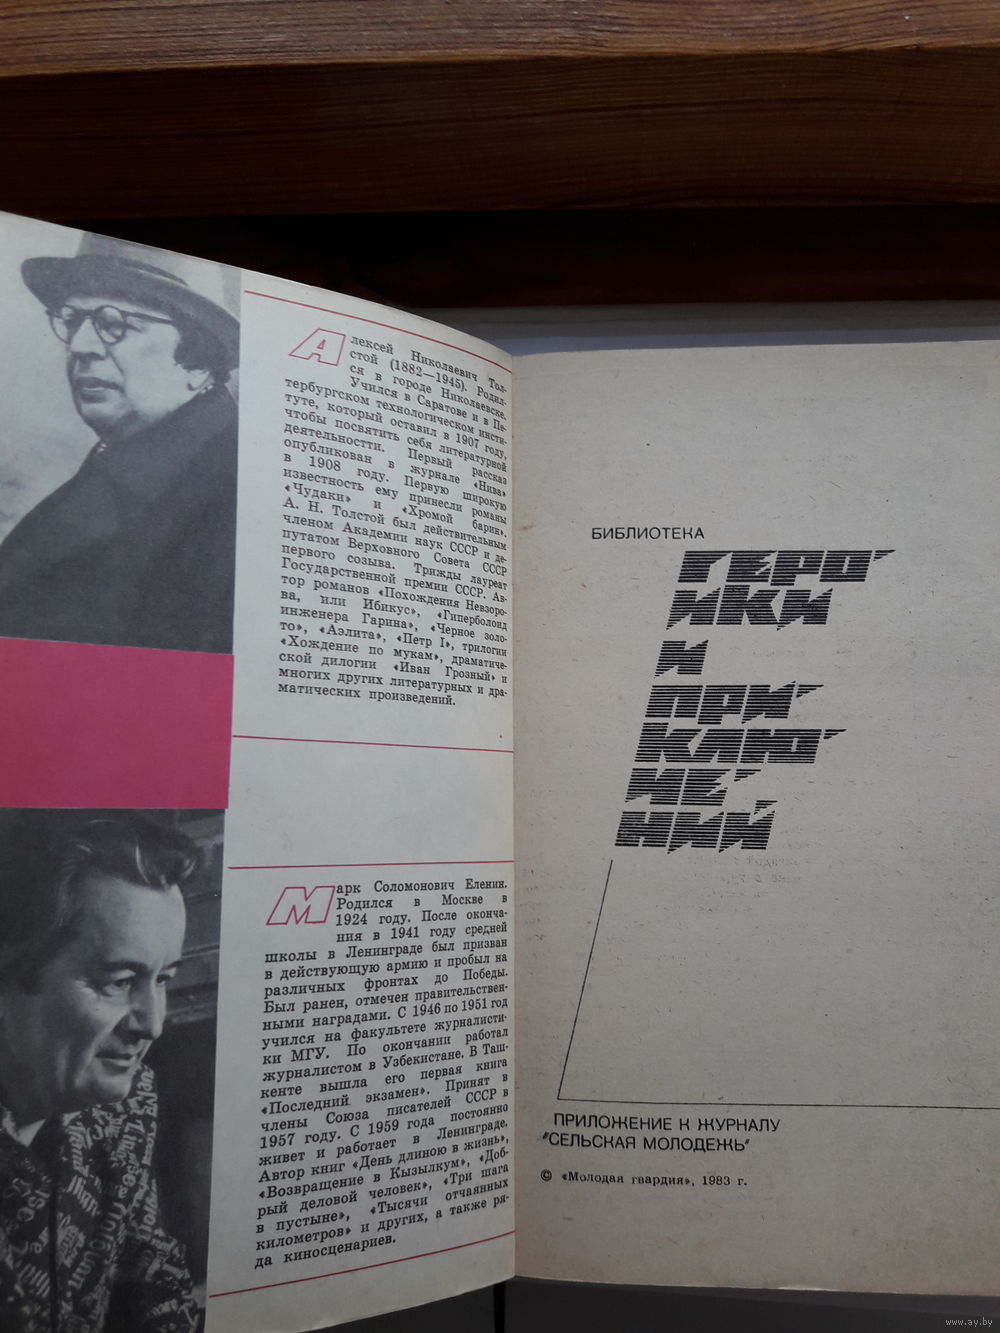 Алексей Николаевич Тол-
стой (1882—1945). Родил-
ся в городе Николаевске.
Учился в Саратове и в Пе-
тербургском технологическом инсти-
туте, который оставил в 1907 году,
чтобы посвятить себя литературной
деятельности. Первый рассказ
опубликован в журнале «Нива»
в 1908 году. Первую широкую
известность ему принесли романы
«Чудаки» и «Хромой барин».
А. Н. Толстой был действительным
членом Академии наук СССР и де-
путатом Верховного Совета СССР
первого созыва. Трижды лауреат
Государственной премии СССР. Ав-
тор романов «Похождения Невзоро-
ва, или Ибикус», «Гиперболоид
инженера Гарина», «Черное золо-
то», «Аэлита», «Петр I», трилогии
«Хождение по мукам», драматиче-
ской дилогии «Иван Грозный» и
многих других литературных и дра-
матических произведений.
Марк Соломонович Еленин.
Родился в Москве в
1924 году. После оконча-
ния в 1941 году средней
школы в Ленинграде был призван
в действующую армию и пробыл на
различных фронтах до Победы.
Был ранен, отмечен правительствен-
ными наградами. С 1946 по 1951 год
учился на факультете журналисти-
ки МГУ. По окончании работал
журналистом в Узбекистане. В Таш-
кенте вышла его первая книга
«Последний экзамен». Принят в
члены Союза писателей СССР в
1957 году. С 1959 года постоянно
живет и работает в Ленинграде.
Автор книг «День длиною в жизнь»,
«Возвращение в Кызылкум», «Доб-
рый деловой человек», «Три шага
в пустыне», «Тысячи отчаянных
километров» и других, а также ря-
да киносценариев.
БИБЛИОТЕКА
ГЕРО-
ИКИ
И
ПРИ-
КЛЮ-
ЧЕ-
НИЙ
ПРИЛОЖЕНИЕ К ЖУРНАЛУ
"СЕЛЬСКАЯ МОЛОДЕЖЬ"
© «Молодая гвардия», 1983 г.
www.ay.by